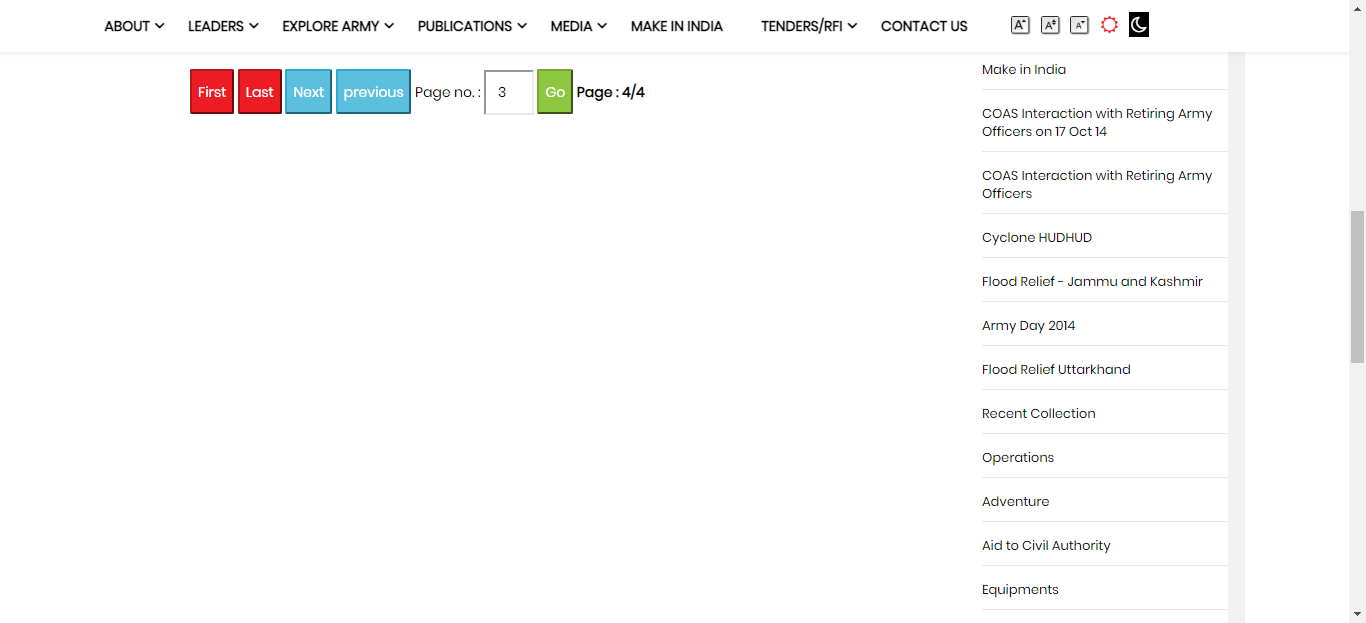 ABOUT LEADERS EXPLORE ARMY PUBLICATIONS MEDIA MAKE IN INDIA TENDERS/RFI CONTACT US A+ A± A-
First Last Next previous Page no. : 3 Go Page : 4/4
Make in India
COAS Interaction with Retiring Army
Officers on 17 Oct 14
COAS Interaction with Retiring Army
Officers
Cyclone HUDHUD
Flood Relief - Jammu and Kashmir
Army Day 2014
Flood Relief Uttarkhand
Recent Collection
Operations
Adventure
Aid to Civil Authority
Equipments